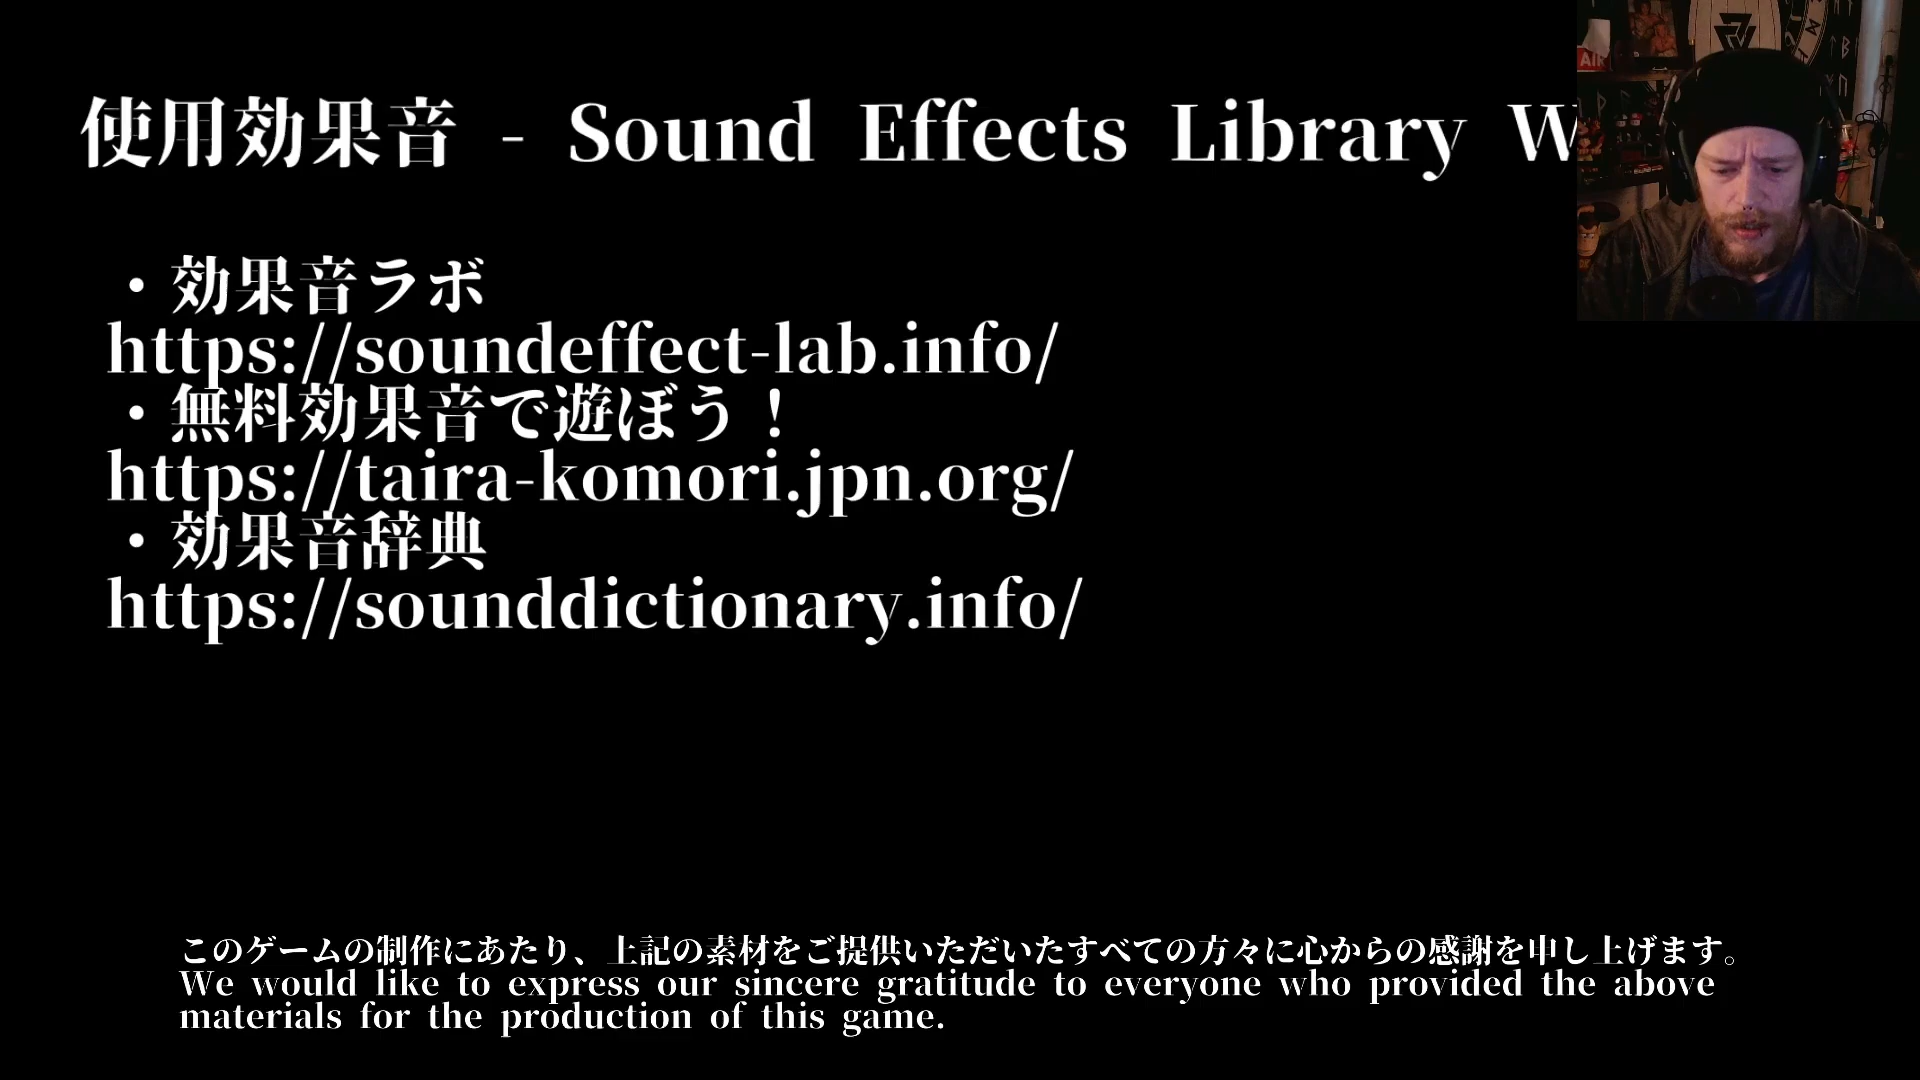 使用効果音 - Sound Effects Library W
・効果音ラボ
https://soundeffect-lab.info/
・無料効果音で遊ぼう！
https://taira-komori.jpn.org/
・効果音辞典
https://sounddictionary.info/
このゲームの制作にあたり、上記の素材をご提供いただいたすべての方々に心からの感謝を申し上げます。
We would like to express our sincere gratitude to everyone who provided the above
materials for the production of this game.
AIR